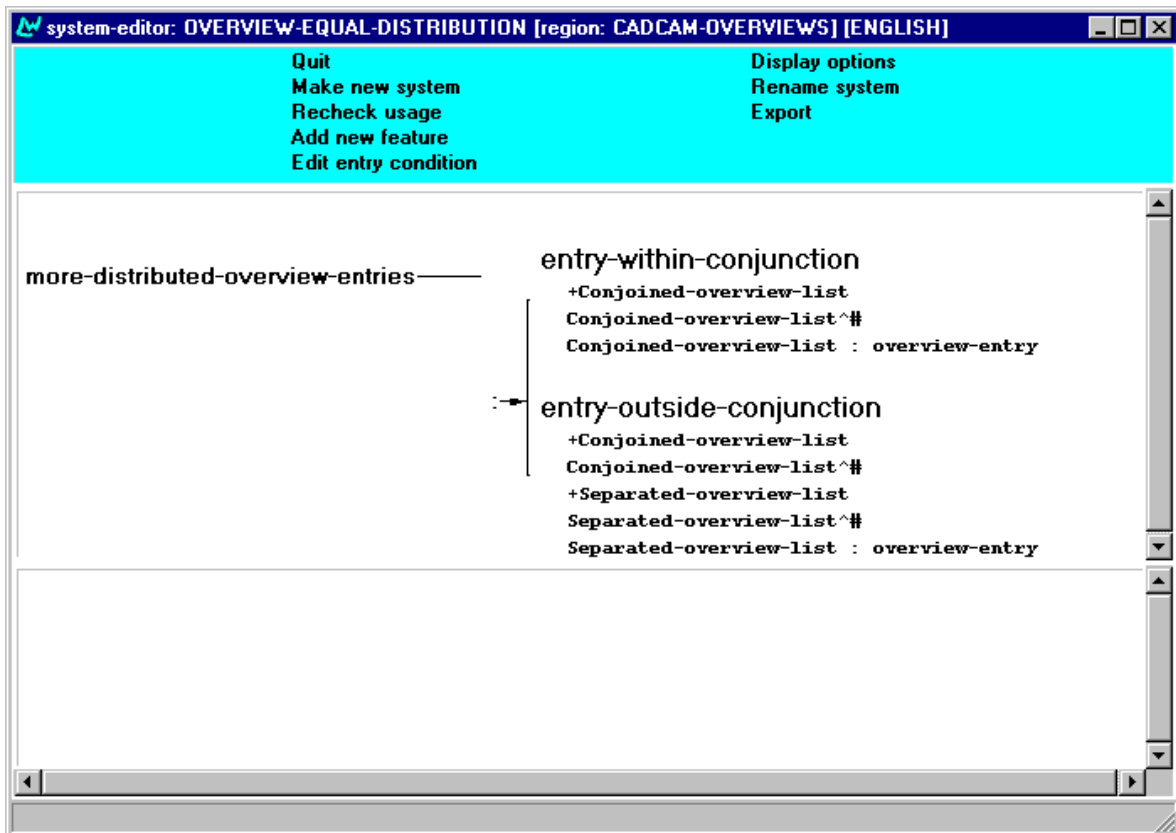 system-editor: OVERVIEW-EQUAL-DISTRIBUTION [region: CADCAM-OVERVIEWS] [ENGLISH]
Quit
Make new system
Recheck usage
Add new feature
Edit entry condition
Display options
Rename system
Export
more-distributed-overview-entries
entry-within-conjunction
+Conjoined-overview-list
Conjoined-overview-list^#
Conjoined-overview-list : overview-entry
entry-outside-conjunction
+Conjoined-overview-list
Conjoined-overview-list^#
+Separated-overview-list
Separated-overview-list^#
Separated-overview-list : overview-entry